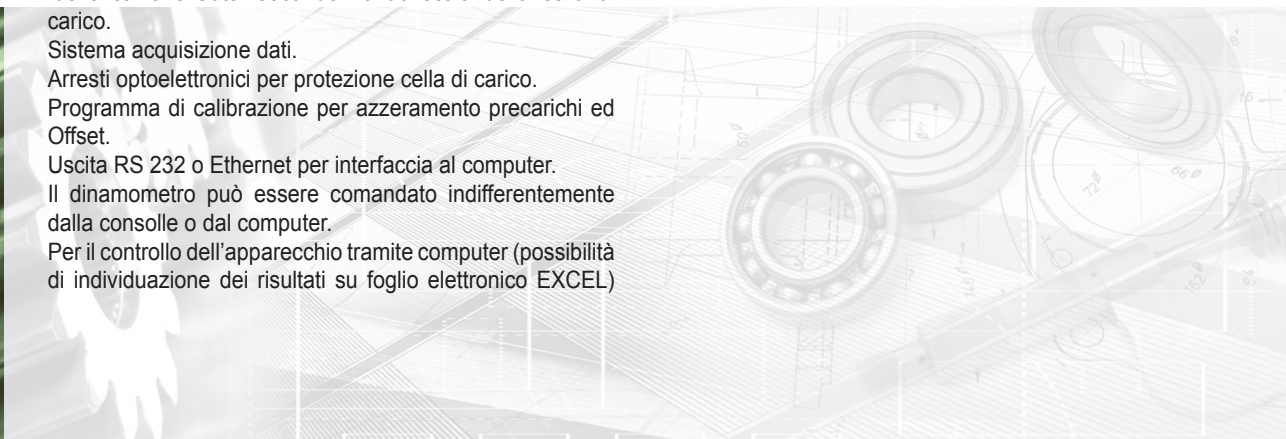 carico.
Sistema acquisizione dati.
Arresti optoelettronici per protezione cella di carico.
Programma di calibrazione per azzeramento precarichi ed
Offset.
Uscita RS 232 o Ethernet per interfaccia al computer.
Il dinamometro può essere comandato indifferentemente
dalla consolle o dal computer.
Per il controllo dell'apparecchio tramite computer (possibilità
di individuazione dei risultati su foglio elettronico EXCEL)